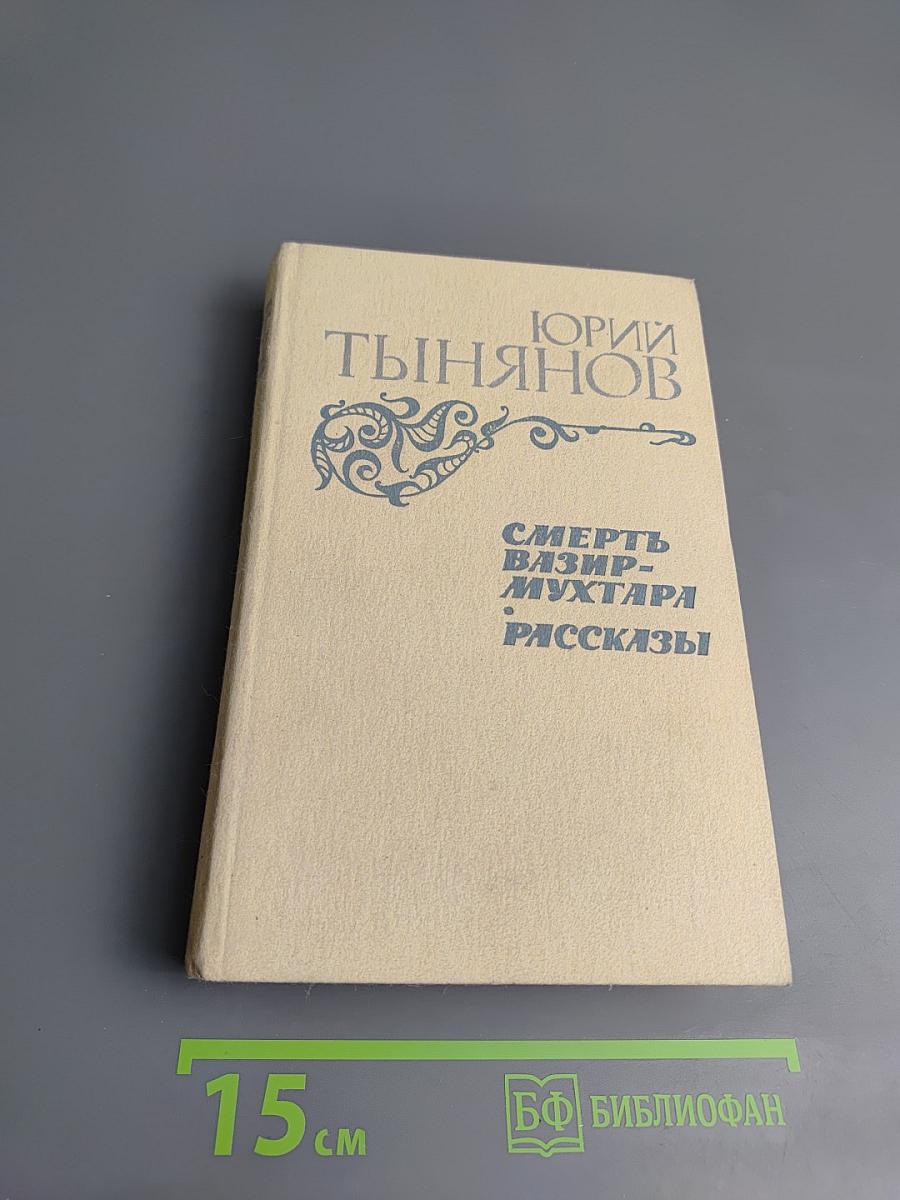 ЮРИЙ
ТЫНЯНОВ
СМЕРТЬ
ВАЗИР-
МУХТАРА
•
РАССКАЗЫ
15 см
БФ БИБЛИОФАН